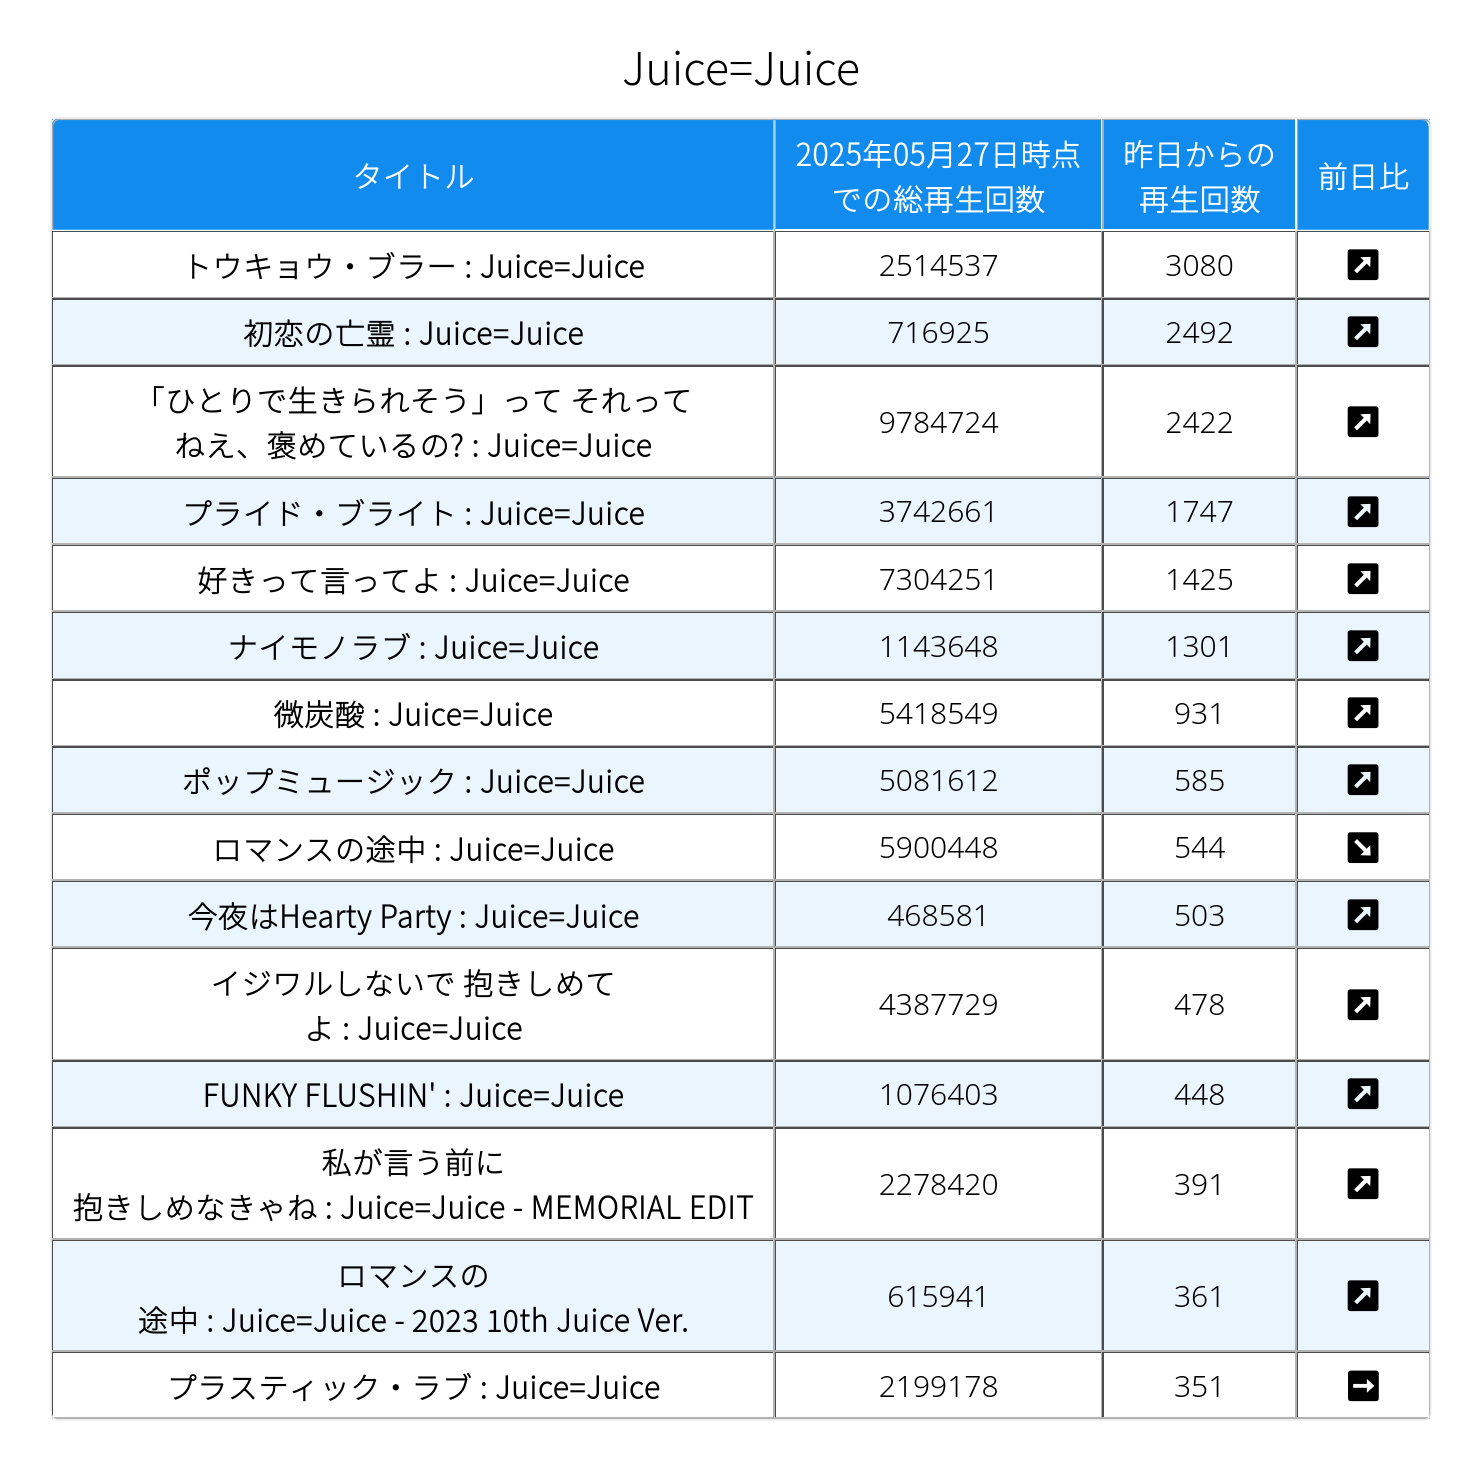 Juice=Juice
タイトル
2025年05月27日時点
での総再生回数
昨日からの
再生回数
前日比
トウキョウ・ブラー : Juice=Juice
2514537
3080
初恋の亡霊 : Juice=Juice
716925
2492
「ひとりで生きられそう」って それって
ねえ、褒めているの? : Juice=Juice
9784724
2422
プライド・ブライト : Juice=Juice
3742661
1747
好きって言ってよ : Juice=Juice
7304251
1425
ナイモノラブ : Juice=Juice
1143648
1301
微炭酸 : Juice=Juice
5418549
931
ポップミュージック : Juice=Juice
5081612
585
ロマンスの途中 : Juice=Juice
5900448
544
今夜はHearty Party : Juice=Juice
468581
503
イジワルしないで 抱きしめて
よ : Juice=Juice
4387729
478
FUNKY FLUSHIN' : Juice=Juice
1076403
448
私が言う前に
抱きしめなきゃね : Juice=Juice - MEMORIAL EDIT
2278420
391
ロマンスの
途中 : Juice=Juice - 2023 10th Juice Ver.
615941
361
プラスティック・ラブ : Juice=Juice
2199178
351